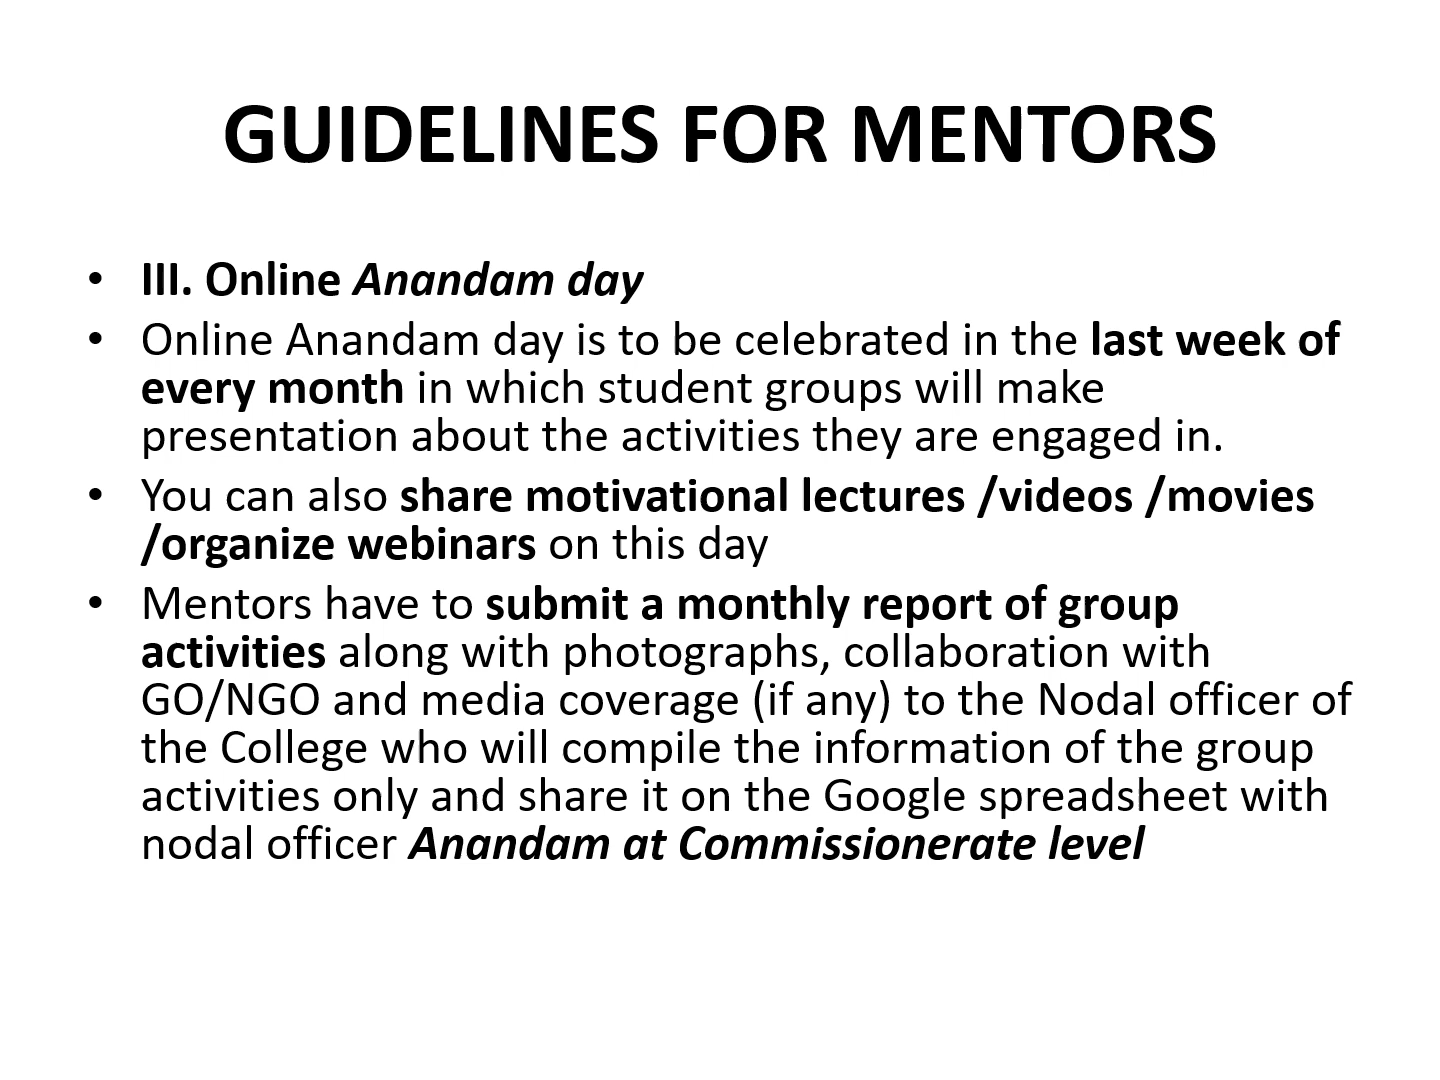 GUIDELINES FOR MENTORS
• III. Online Anandam day
• Online Anandam day is to be celebrated in the last week of
every month in which student groups will make
presentation about the activities they are engaged in.
• You can also share motivational lectures /videos /movies
/organize webinars on this day
• Mentors have to submit a monthly report of group
activities along with photographs, collaboration with
GO/NGO and media coverage (if any) to the Nodal officer of
the College who will compile the information of the group
activities only and share it on the Google spreadsheet with
nodal officer Anandam at Commissionerate level